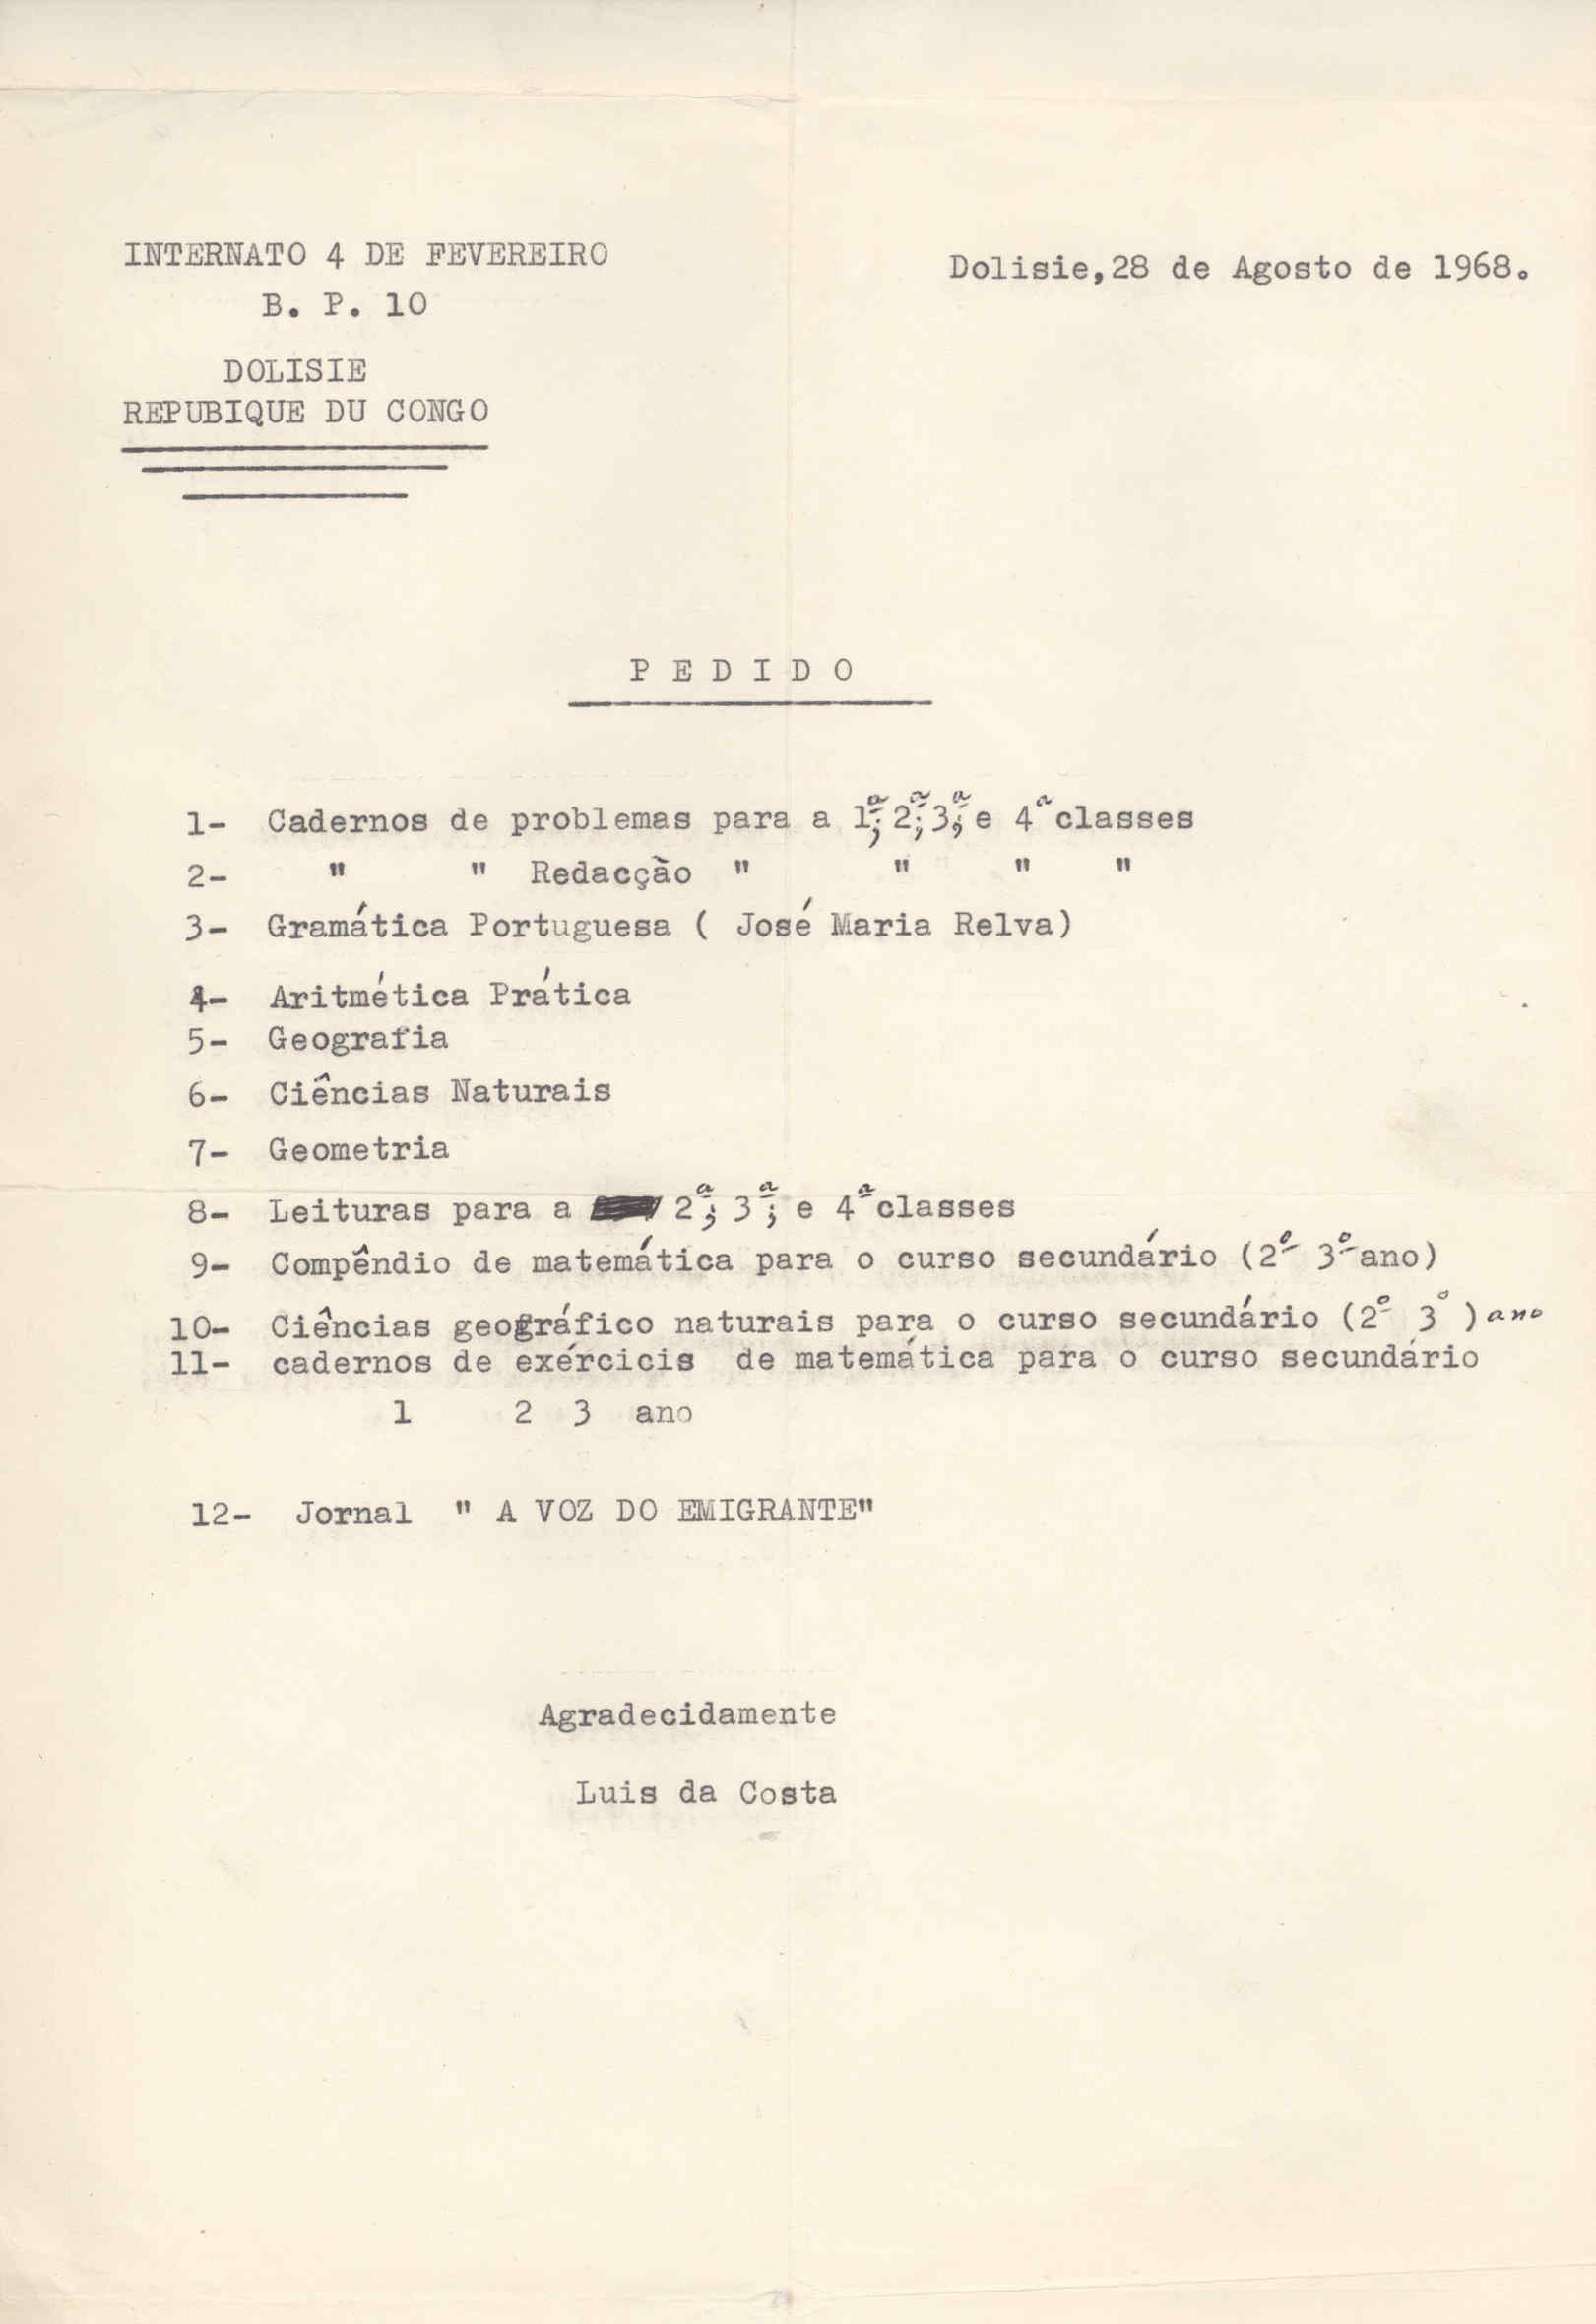 INTERNATO 4 DE FEVEREIRO
Dolisie,28 de Agosto de 1968.
B. P. 10
DOLISIE
REPUBIQUE DU CONGO
P E D I D O
1- Cadernos de problemas para a 1ª; 2ª; 3ª; e 4ª classes
2- " " Redacção " " " "
3- Gramática Portuguesa ( José Maria Relva)
4- Aritmética Prática
5- Geografia
6- Ciências Naturais
7- Geometria
8- Leituras para a 2ª; 3ª; e 4ª classes
9- Compêndio de matemática para o curso secundário (2º 3º ano)
10- Ciências geográfico naturais para o curso secundário (2º 3º ) ano
11- cadernos de exércicis de matemática para o curso secundário
1 2 3 ano
12- Jornal " A VOZ DO EMIGRANTE"
Agradecidamente
Luis da Costa